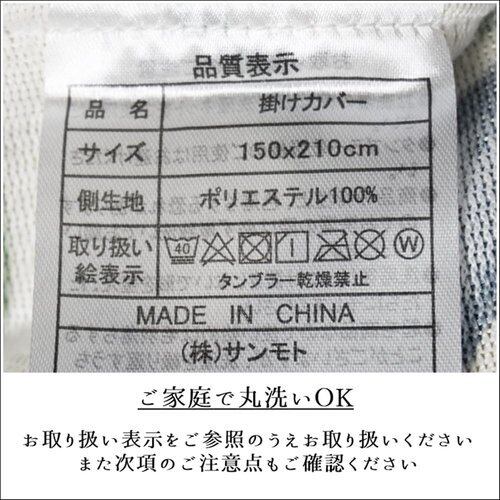 品質表示
品 名 掛けカバー
サイズ 150x210cm
側生地 ポリエステル100%
取り扱い
絵表示
40 W
タンブラー乾燥禁止
MADE IN CHINA
(株)サンモト
ご家庭で丸洗いOK
お取り扱い表示をご参照のうえお取り扱いください
また次項のご注意点もご確認ください